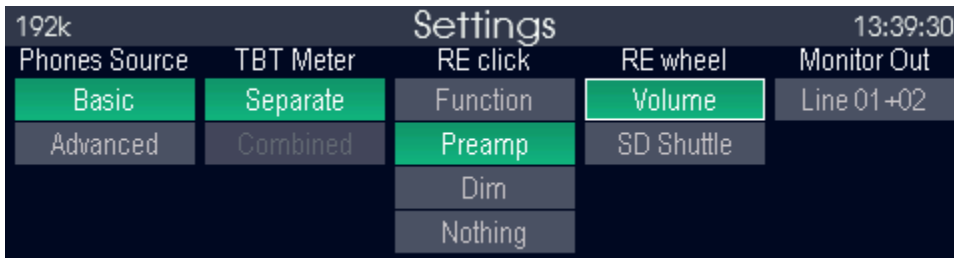 192k Settings 13:39:30
Phones Source TBT Meter RE click RE wheel Monitor Out
Basic Separate Function Volume Line 01+02
Advanced Combined Preamp SD Shuttle
Dim
Nothing